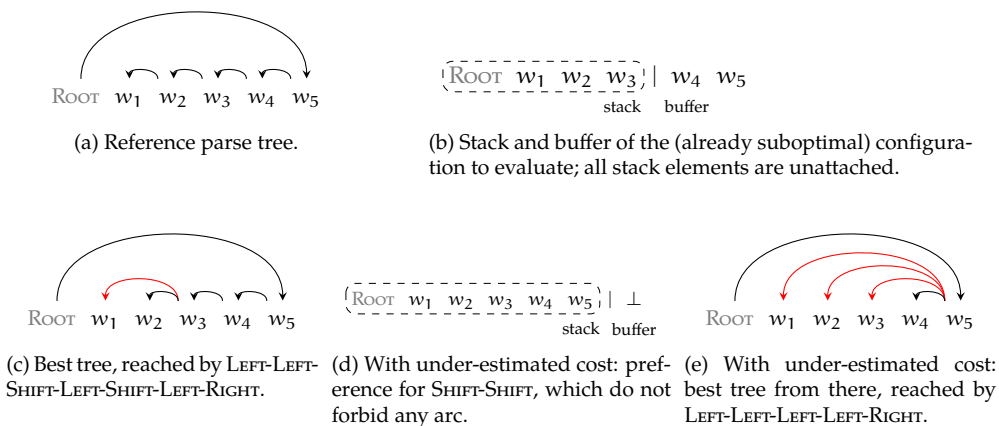 ROOT w1 w2 w3 w4 w5
(a) Reference parse tree.
ROOT w1 w2 w3 | w4 w5
stack buffer
(b) Stack and buffer of the (already suboptimal) configura-
tion to evaluate; all stack elements are unattached.
ROOT w1 w2 w3 w4 w5
(c) Best tree, reached by LEFT-LEFT-
SHIFT-LEFT-SHIFT-LEFT-RIGHT.
ROOT w1 w2 w3 w4 w5 | ⊥
stack buffer
(d) With under-estimated cost: pref-
erence for SHIFT-SHIFT, which do not
forbid any arc.
ROOT w1 w2 w3 w4 w5
(e) With under-estimated cost:
best tree from there, reached by
LEFT-LEFT-LEFT-LEFT-RIGHT.